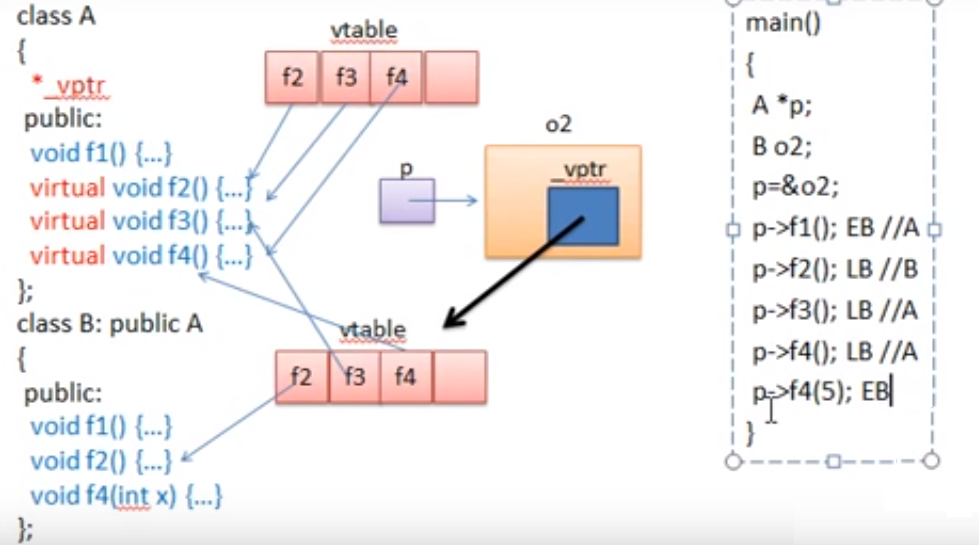 class A
{
*_vptr
public:
void f1() {...}
virtual void f2() {...}
virtual void f3() {...}
virtual void f4() {...}
};
class B: public A
{
public:
void f1() {...}
void f2() {...}
void f4(int x) {...}
};
vtable
f2 f3 f4
p
o2
_vptr
vtable
f2 f3 f4
main()
{
A *p;
B o2;
p=&o2;
p->f1(); EB //A
p->f2(); LB //B
p->f3(); LB //A
p->f4(); LB //A
p->f4(5); EB
}